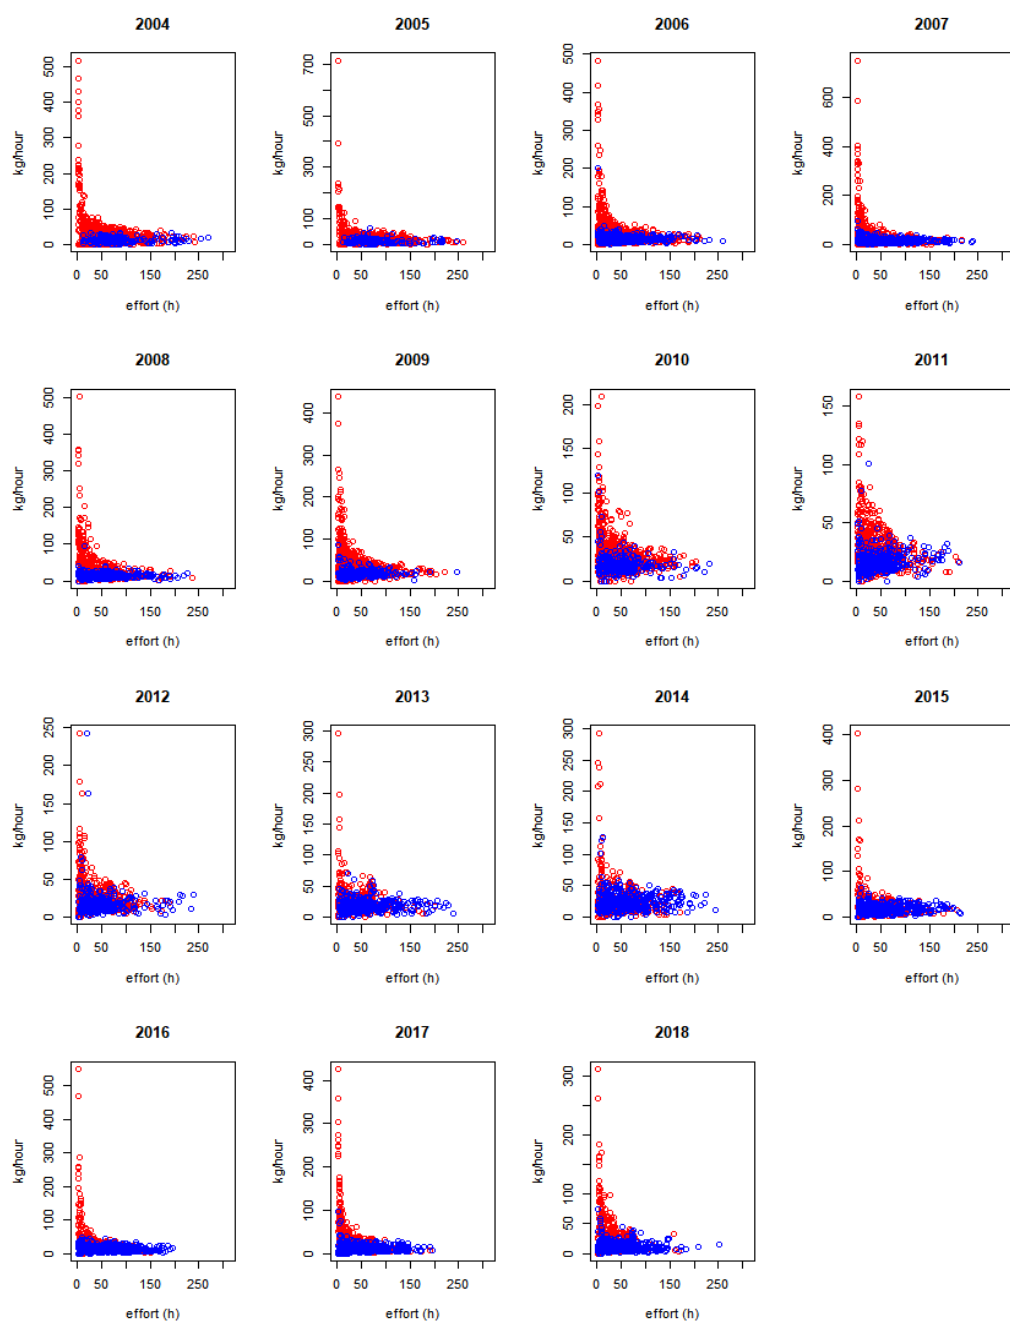 2004 2005 2006 2007
kg/hour 0 100 200 300 400 500 kg/hour 0 100 300 500 700 kg/hour 0 100 200 300 400 500 kg/hour 0 200 400 600
0 50 150 250 0 50 150 250 0 50 150 250 0 50 150 250
effort (h) effort (h) effort (h) effort (h)
2008 2009 2010 2011
kg/hour 0 100 200 300 400 500 kg/hour 0 100 200 300 400 kg/hour 0 50 100 150 200 kg/hour 0 50 100 150
0 50 150 250 0 50 150 250 0 50 150 250 0 50 150 250
effort (h) effort (h) effort (h) effort (h)
2012 2013 2014 2015
kg/hour 0 50 100 150 200 250 kg/hour 0 50 100 150 200 250 300 kg/hour 0 50 100 150 200 250 300 kg/hour 0 100 200 300 400
0 50 150 250 0 50 150 250 0 50 150 250 0 50 150 250
effort (h) effort (h) effort (h) effort (h)
2016 2017 2018
kg/hour 0 100 200 300 400 500 kg/hour 0 100 200 300 400 kg/hour 0 50 100 200 300
0 50 150 250 0 50 150 250 0 50 150 250
effort (h) effort (h) effort (h)